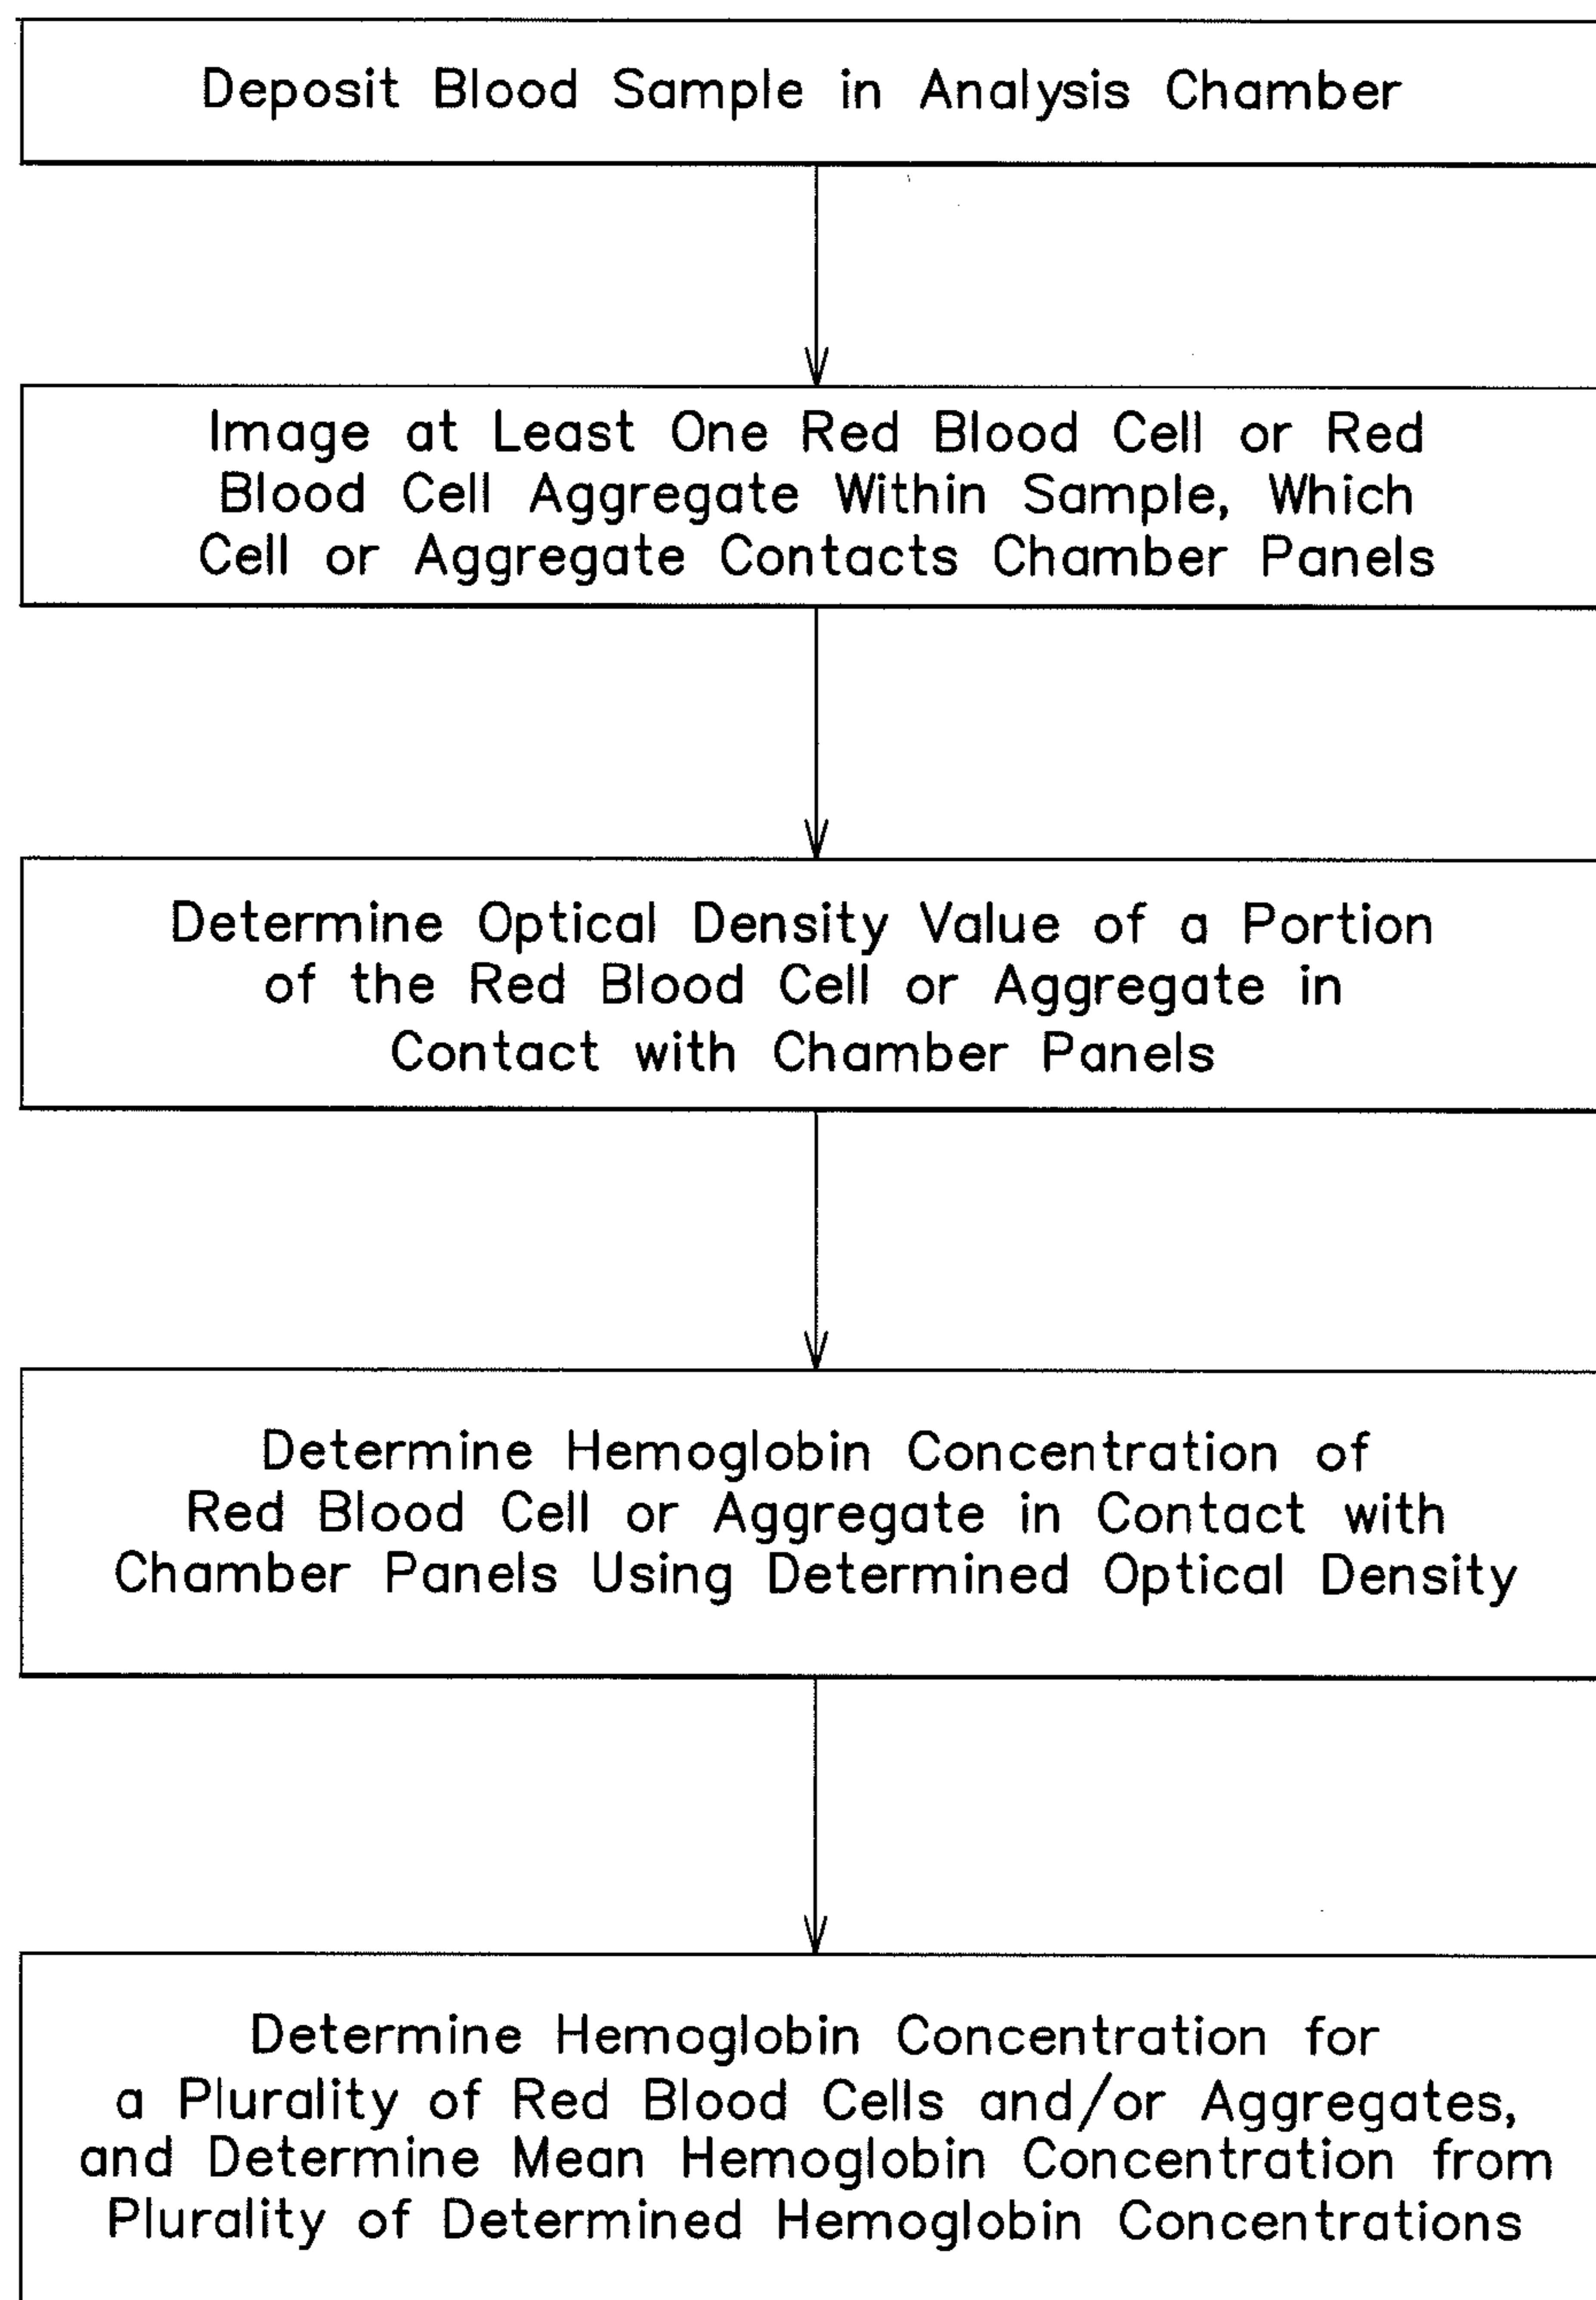 Deposit Blood Sample in Analysis Chamber
Image at Least One Red Blood Cell or Red
Blood Cell Aggregate Within Sample, Which
Cell or Aggregate Contacts Chamber Panels
Determine Optical Density Value of a Portion
of the Red Blood Cell or Aggregate in
Contact with Chamber Panels
Determine Hemoglobin Concentration of
Red Blood Cell or Aggregate in Contact with
Chamber Panels Using Determined Optical Density
Determine Hemoglobin Concentration for
a Plurality of Red Blood Cells and/or Aggregates,
and Determine Mean Hemoglobin Concentration from
Plurality of Determined Hemoglobin Concentrations